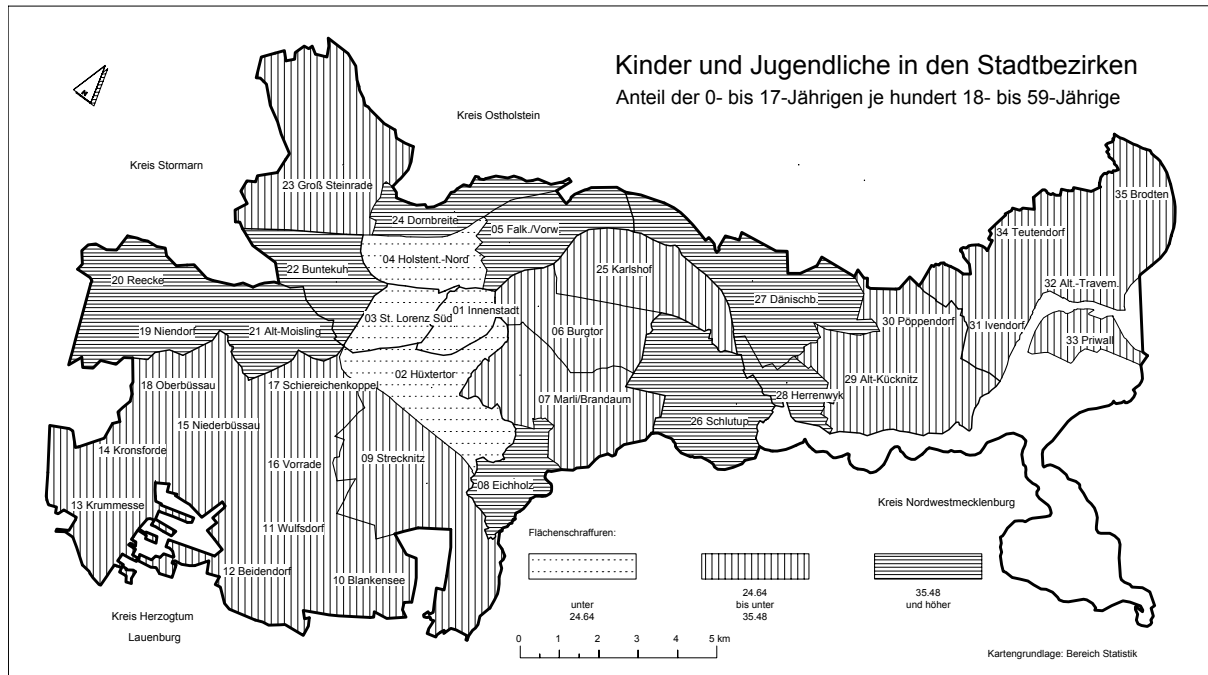 Kinder und Jugendliche in den Stadtbezirken
Anteil der 0- bis 17-Jährigen je hundert 18- bis 59-Jährige
N
Kreis Ostholstein
Kreis Stormarn
23 Groß Steinrade
35 Brodten
24 Dornbreite
05 Falk./Vorw
34 Teutendorf
04 Holstent.-Nord
22 Buntekuh
25 Karlshof
20 Reecke
32 Alt.-Travem.
27 Dänischb.
01 Innenstadt
03 St. Lorenz Süd
30 Pöppendorf
31 Ivendorf
19 Niendorf
21 Alt-Moisling
06 Burgtor
33 Priwall
02 Hüxtertor
29 Alt-Kücknitz
18 Oberbüssau
17 Schiereichenkoppel
28 Herrenwyk
07 Marli/Brandaum
15 Niederbüssau
26 Schlutup
14 Kronsforde
16 Vorrade
09 Strecknitz
08 Eichholz
13 Krummesse
Kreis Nordwestmecklenburg
11 Wulfsdorf
12 Beidendorf
10 Blankensee
Kreis Herzogtum
Lauenburg
Flächenschraffuren:
unter
24.64
24.64
bis unter
35.48
35.48
und höher
0 1 2 3 4 5 km
Kartengrundlage: Bereich Statistik